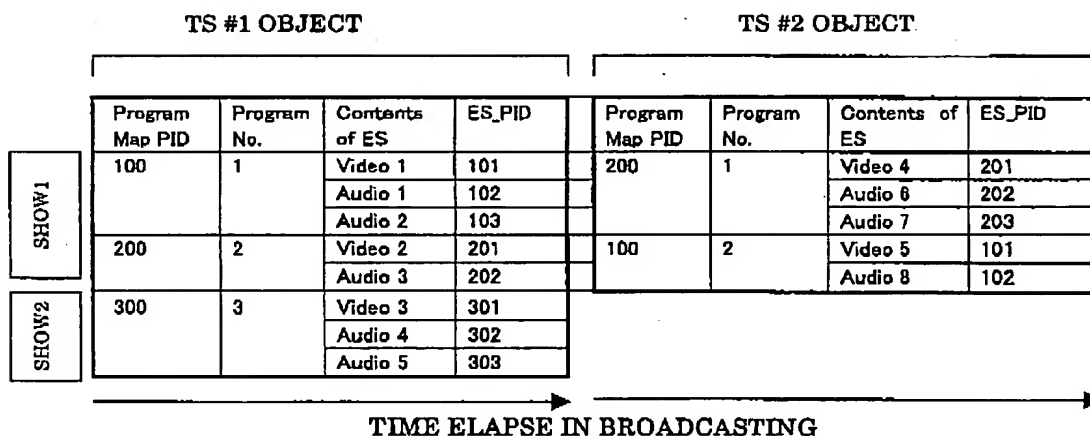 TS #1 OBJECT TS #2 OBJECT
Program Map PID Program No. Contents of ES ES_PID Program Map PID Program No. Contents of ES ES_PID
SHOW1
100 1 Video 1 101 200 1 Video 4 201
Audio 1 102 Audio 6 202
Audio 2 103 Audio 7 203
200 2 Video 2 201 100 2 Video 5 101
Audio 3 202 Audio 8 102
SHOW2
300 3 Video 3 301
Audio 4 302
Audio 5 303
TIME ELAPSE IN BROADCASTING